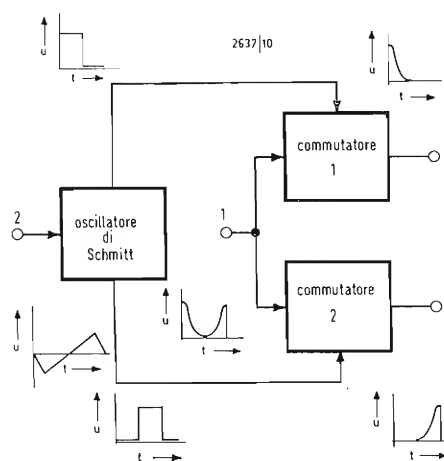 u
t
2637|10
u
t
commutatore
1
2
1
oscillatore
di
Schmitt
commutatore
2
u
t
u
t
u
t
u
t